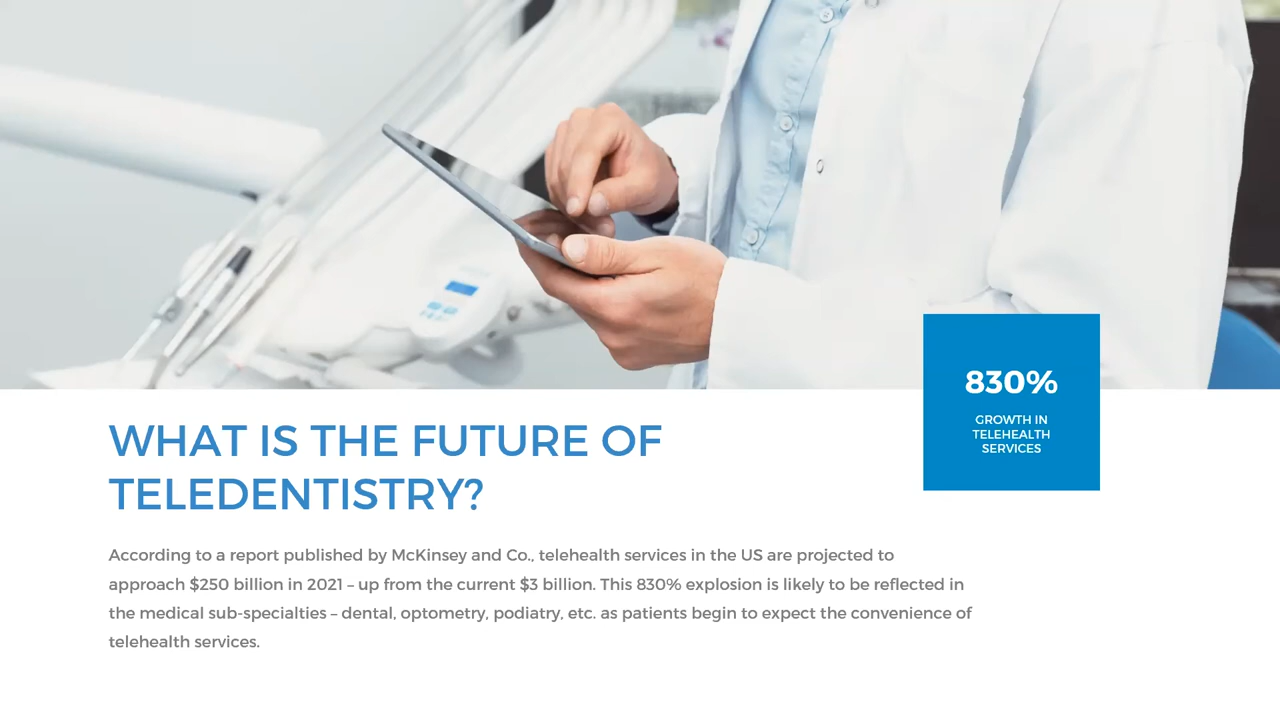 830%
GROWTH IN
TELEHEALTH
SERVICES
WHAT IS THE FUTURE OF
TELEDENTISTRY?
According to a report published by McKinsey and Co., telehealth services in the US are projected to
approach $250 billion in 2021 – up from the current $3 billion. This 830% explosion is likely to be reflected in
the medical sub-specialties – dental, optometry, podiatry, etc. as patients begin to expect the convenience of
telehealth services.